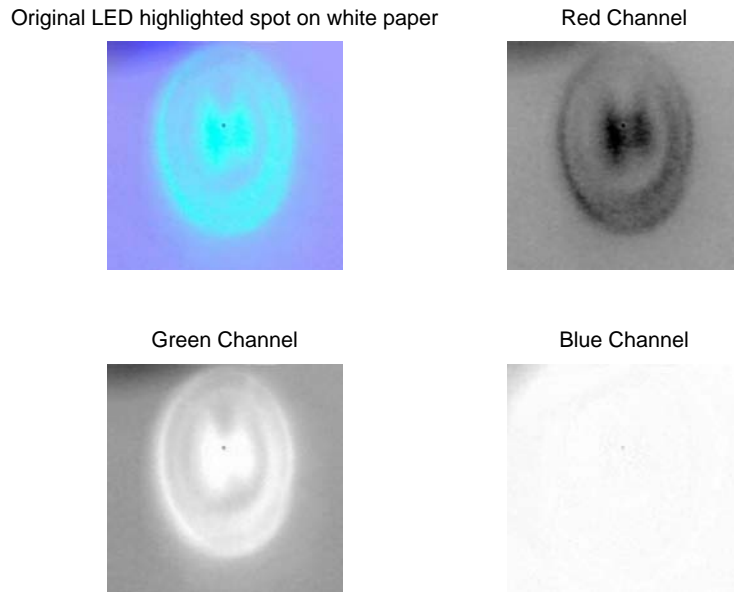 Original LED highlighted spot on white paper
Red Channel
Green Channel
Blue Channel